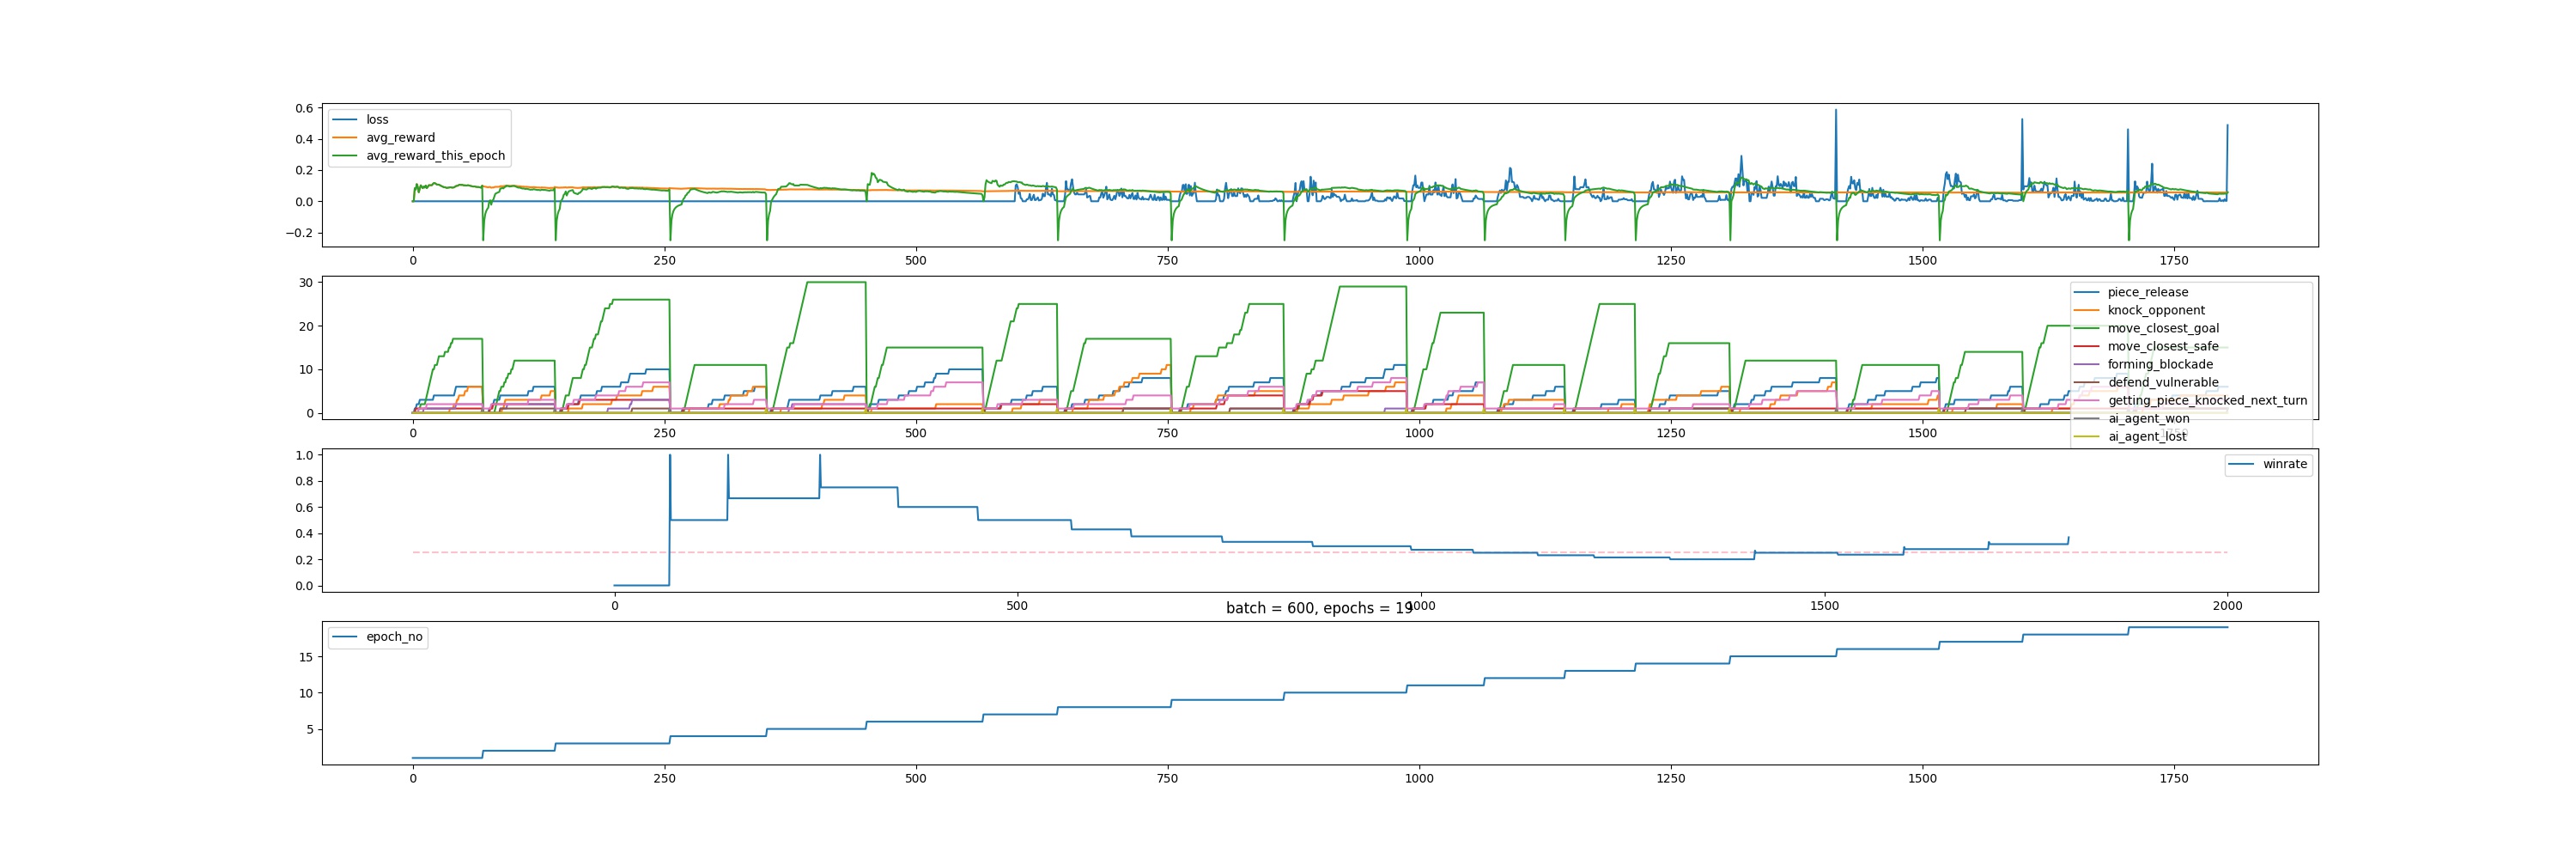 0.6
0.4
0.2
0.0
−0.2
loss
avg_reward
avg_reward_this_epoch
0 250 500 750 1000 1250 1500 1750
30
20
10
0
piece_release
knock_opponent
move_closest_goal
move_closest_safe
forming_blockade
defend_vulnerable
getting_piece_knocked_next_turn
ai_agent_won
ai_agent_lost
0 250 500 750 1000 1250 1500 1750
1.0
0.8
0.6
0.4
0.2
0.0
winrate
0 500 1000 1500 2000
batch = 600, epochs = 19
epoch_no
15
10
5
0 250 500 750 1000 1250 1500 1750